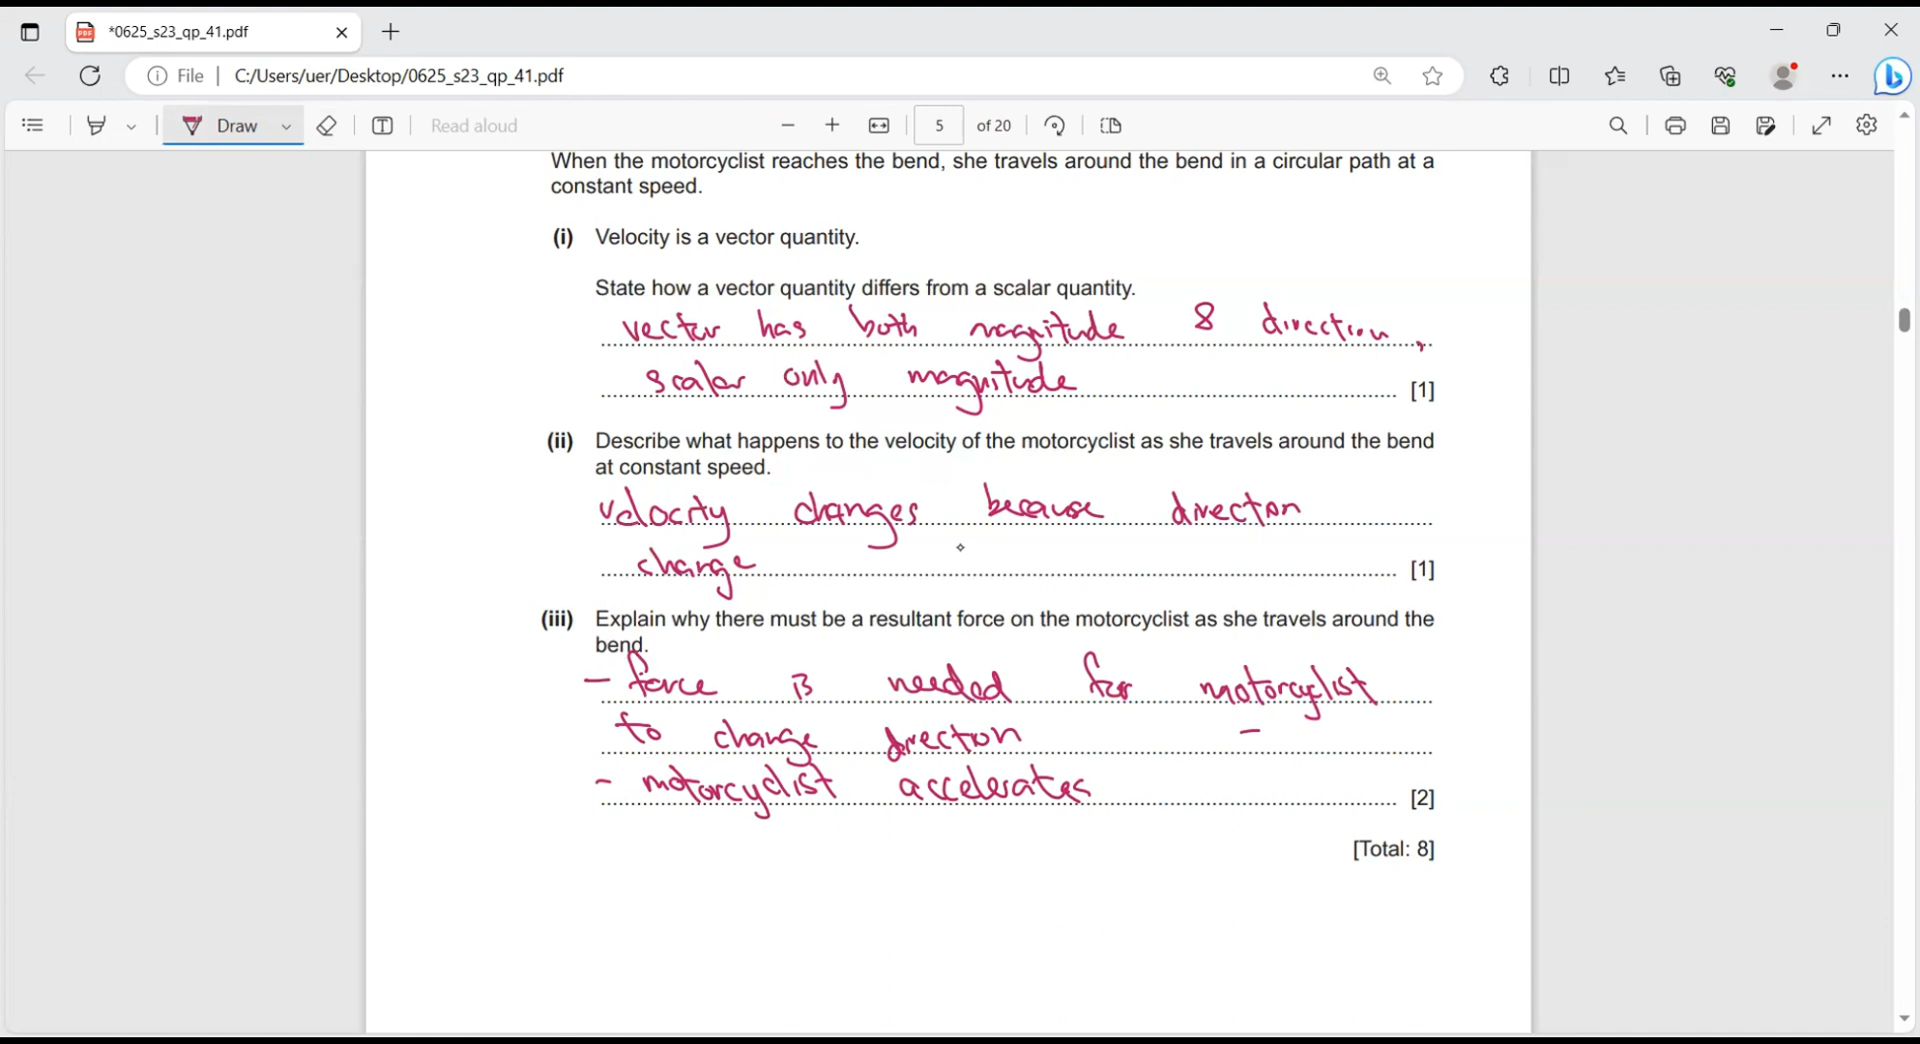 *0625_s23_qp_41.pdf
File | C:/Users/uer/Desktop/0625_s23_qp_41.pdf
Draw Read aloud 5 of 20
When the motorcyclist reaches the bend, she travels around the bend in a circular path at a
constant speed.
(i) Velocity is a vector quantity.
State how a vector quantity differs from a scalar quantity.
vector has both magnitude & direction,
scalar only magnitude [1]
(ii) Describe what happens to the velocity of the motorcyclist as she travels around the bend
at constant speed.
velocity changes because direction
change [1]
(iii) Explain why there must be a resultant force on the motorcyclist as she travels around the
bend.
- force is needed for motorcyclist
to change direction -
- motorcyclist accelerates [2]
[Total: 8]